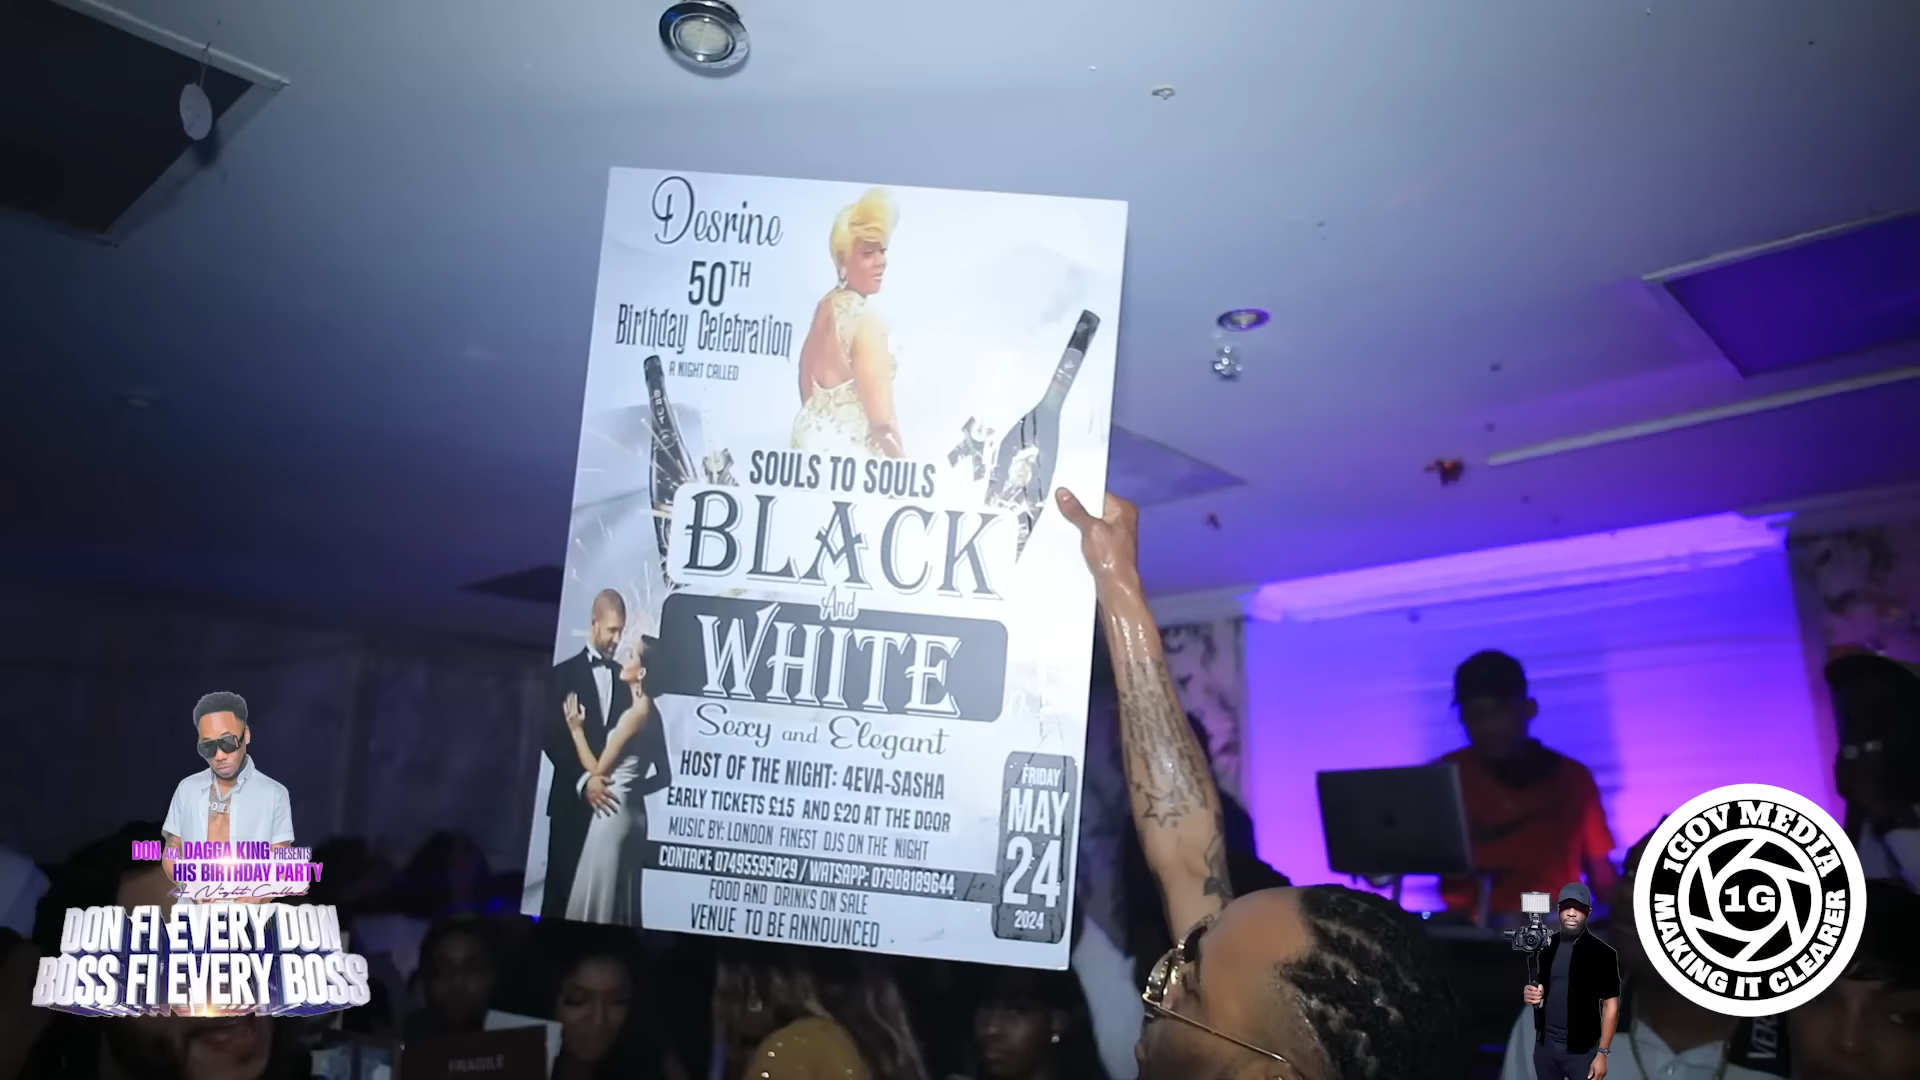 Desrine
50TH
Birthday Celebration
A NIGHT CALLED
BRUT
SOULS TO SOULS
BLACK
And
WHITE
Sexy and Elegant
HOST OF THE NIGHT: 4EVA-SASHA
EARLY TICKETS £15 AND £20 AT THE DOOR
MUSIC BY: LONDON FINEST DJS ON THE NIGHT
CONTACT: 07495595029 / WATSAPP: 07908189644
FOOD AND DRINKS ON SALE
VENUE TO BE ANNOUNCED
FRIDAY
MAY
24
2024
DON AKA DAGGA KING PRESENTS
HIS BIRTHDAY PARTY
A Night Called
DON FI EVERY DON
BOSS FI EVERY BOSS
FRAGILE
1GOV MEDIA
1G
MAKING IT CLEARER